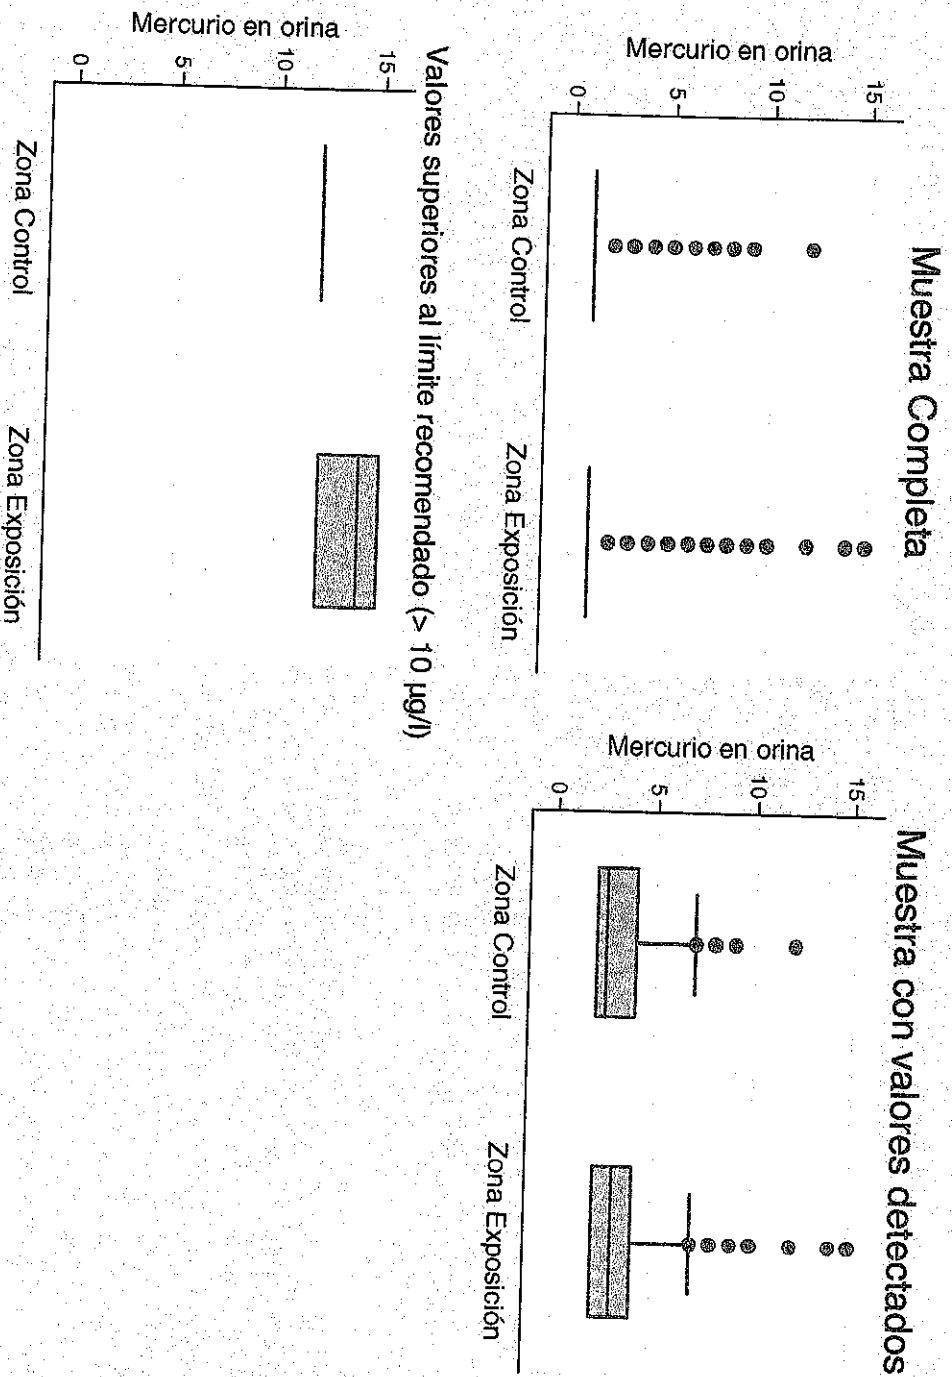 Muestra Completa
Mercurio en orina
15
10
5
0
Zona Control
Zona Exposición
Muestra con valores detectados
Mercurio en orina
15
10
5
0
Zona Control
Zona Exposición
Valores superiores al límite recomendado (> 10 µg/l)
Mercurio en orina
15
10
5
0
Zona Control
Zona Exposición